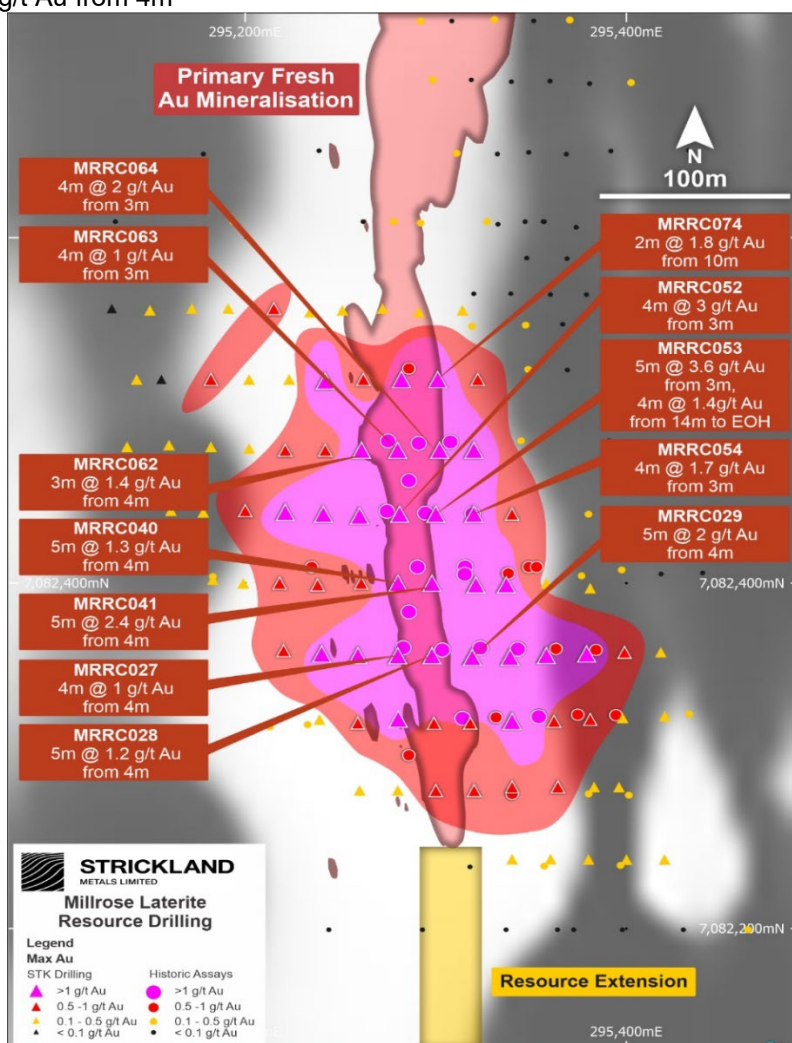 g/t Au from 4m
295,200mE
295,400mE
Primary Fresh
Au Mineralisation
N
100m
MRRC064
4m @ 2 g/t Au
from 3m
MRRC063
4m @ 1 g/t Au
from 3m
MRRC074
2m @ 1.8 g/t Au
from 10m
MRRC052
4m @ 3 g/t Au
from 3m
MRRC053
5m @ 3.6 g/t Au
from 3m,
4m @ 1.4g/t Au
from 14m to EOH
MRRC054
4m @ 1.7 g/t Au
from 3m
MRRC029
5m @ 2 g/t Au
from 4m
MRRC062
3m @ 1.4 g/t Au
from 4m
MRRC040
5m @ 1.3 g/t Au
from 4m
MRRC041
5m @ 2.4 g/t Au
from 4m
MRRC027
4m @ 1 g/t Au
from 4m
MRRC028
5m @ 1.2 g/t Au
from 4m
7,082,400mN
7,082,400mN
7,082,200mN
STRICKLAND
METALS LIMITED
Millrose Laterite
Resource Drilling
Legend
Max Au
STK Drilling
>1 g/t Au
0.5 -1 g/t Au
0.1 - 0.5 g/t Au
< 0.1 g/t Au
Historic Assays
>1 g/t Au
0.5 -1 g/t Au
0.1 - 0.5 g/t Au
< 0.1 g/t Au
Resource Extension
295,400mE